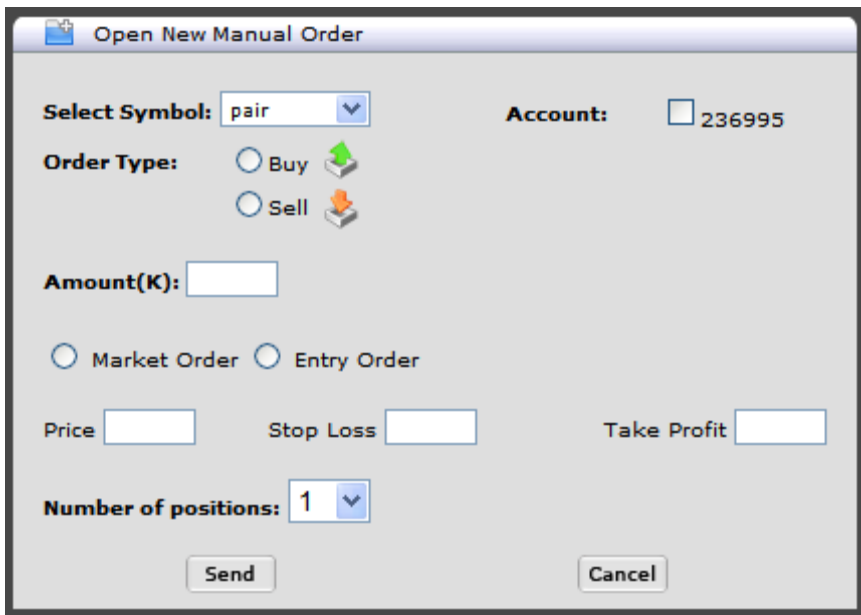 Open New Manual Order
Select Symbol: pair Account: 236995
Order Type: Buy
Sell
Amount(K):
Market Order Entry Order
Price Stop Loss Take Profit
Number of positions: 1
Send Cancel